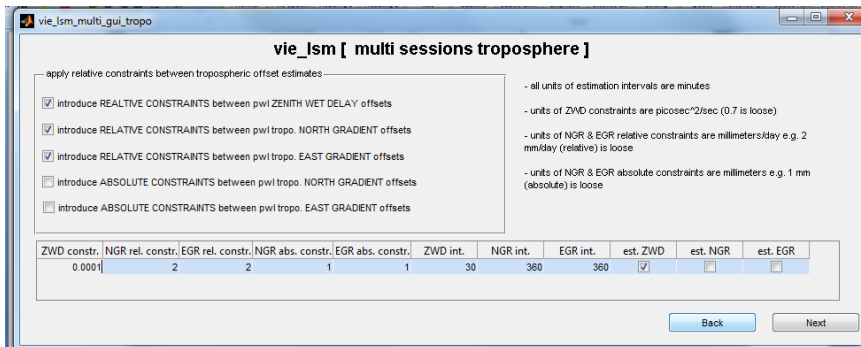 vie_lsm_multi_gui_tropo
vie_lsm [ multi sessions troposphere ]
apply relative constraints between tropospheric offset estimates
introduce REALTIVE CONSTRAINTS between pwl ZENITH WET DELAY offsets
introduce RELATIVE CONSTRAINTS between pwl tropo. NORTH GRADIENT offsets
introduce RELATIVE CONSTRAINTS between pwl tropo. EAST GRADIENT offsets
introduce ABSOLUTE CONSTRAINTS between pwl tropo. NORTH GRADIENT offsets
introduce ABSOLUTE CONSTRAINTS between pwl tropo. EAST GRADIENT offsets
- all units of estimation intervals are minutes
- units of ZWD constraints are picosec^2/sec (0.7 is loose)
- units of NGR & EGR relative constraints are millimeters/day e.g. 2
mm/day (relative) is loose
- units of NGR & EGR absolute constraints are millimeters e.g. 1 mm
(absolute) is loose
ZWD constr. NGR rel. constr. EGR rel. constr. NGR abs. constr. EGR abs. constr. ZWD int. NGR int. EGR int. est. ZWD est. NGR est. EGR
0.0001 2 2 1 1 30 360 360
Back Next